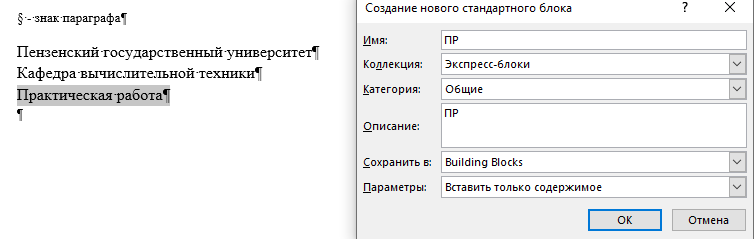 § - знак параграфа¶
Пензенский государственный университет¶
Кафедра вычислительной техники¶
Практическая работа¶
¶
Создание нового стандартного блока ? ×
Имя: ПР
Коллекция: Экспресс-блоки
Категория: Общие
Описание: ПР
Сохранить в: Building Blocks
Параметры: Вставить только содержимое
ОК Отмена